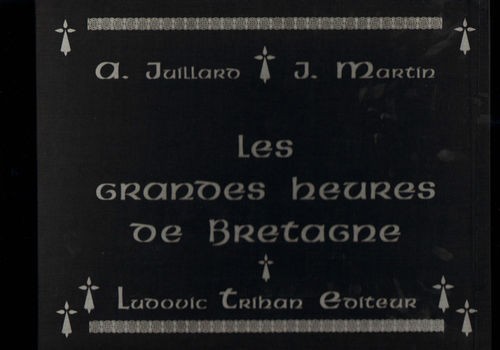 A. Juillard J. Martin
Les
grandes heures
de Bretagne
Ludovic Trihan Editeur